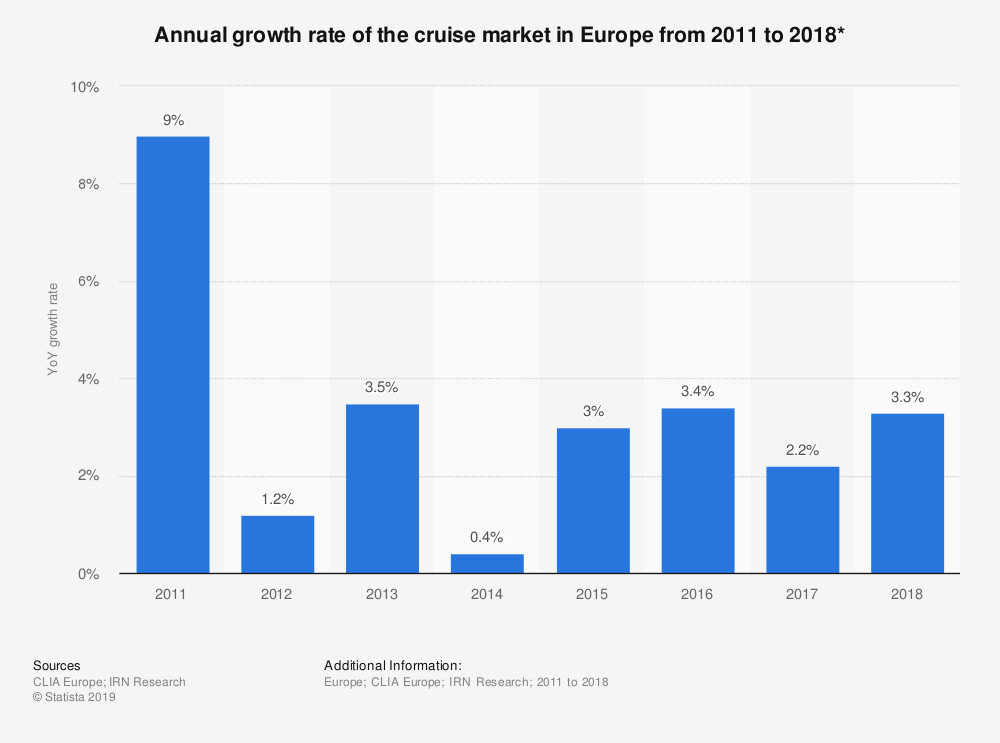 Annual growth rate of the cruise market in Europe from 2011 to 2018*
10%
8%
6%
4%
2%
0%
YoY growth rate
9%
1.2%
3.5%
0.4%
3%
3.4%
2.2%
3.3%
2011 2012 2013 2014 2015 2016 2017 2018
Sources
CLIA Europe; IRN Research
© Statista 2019
Additional Information:
Europe; CLIA Europe; IRN Research; 2011 to 2018